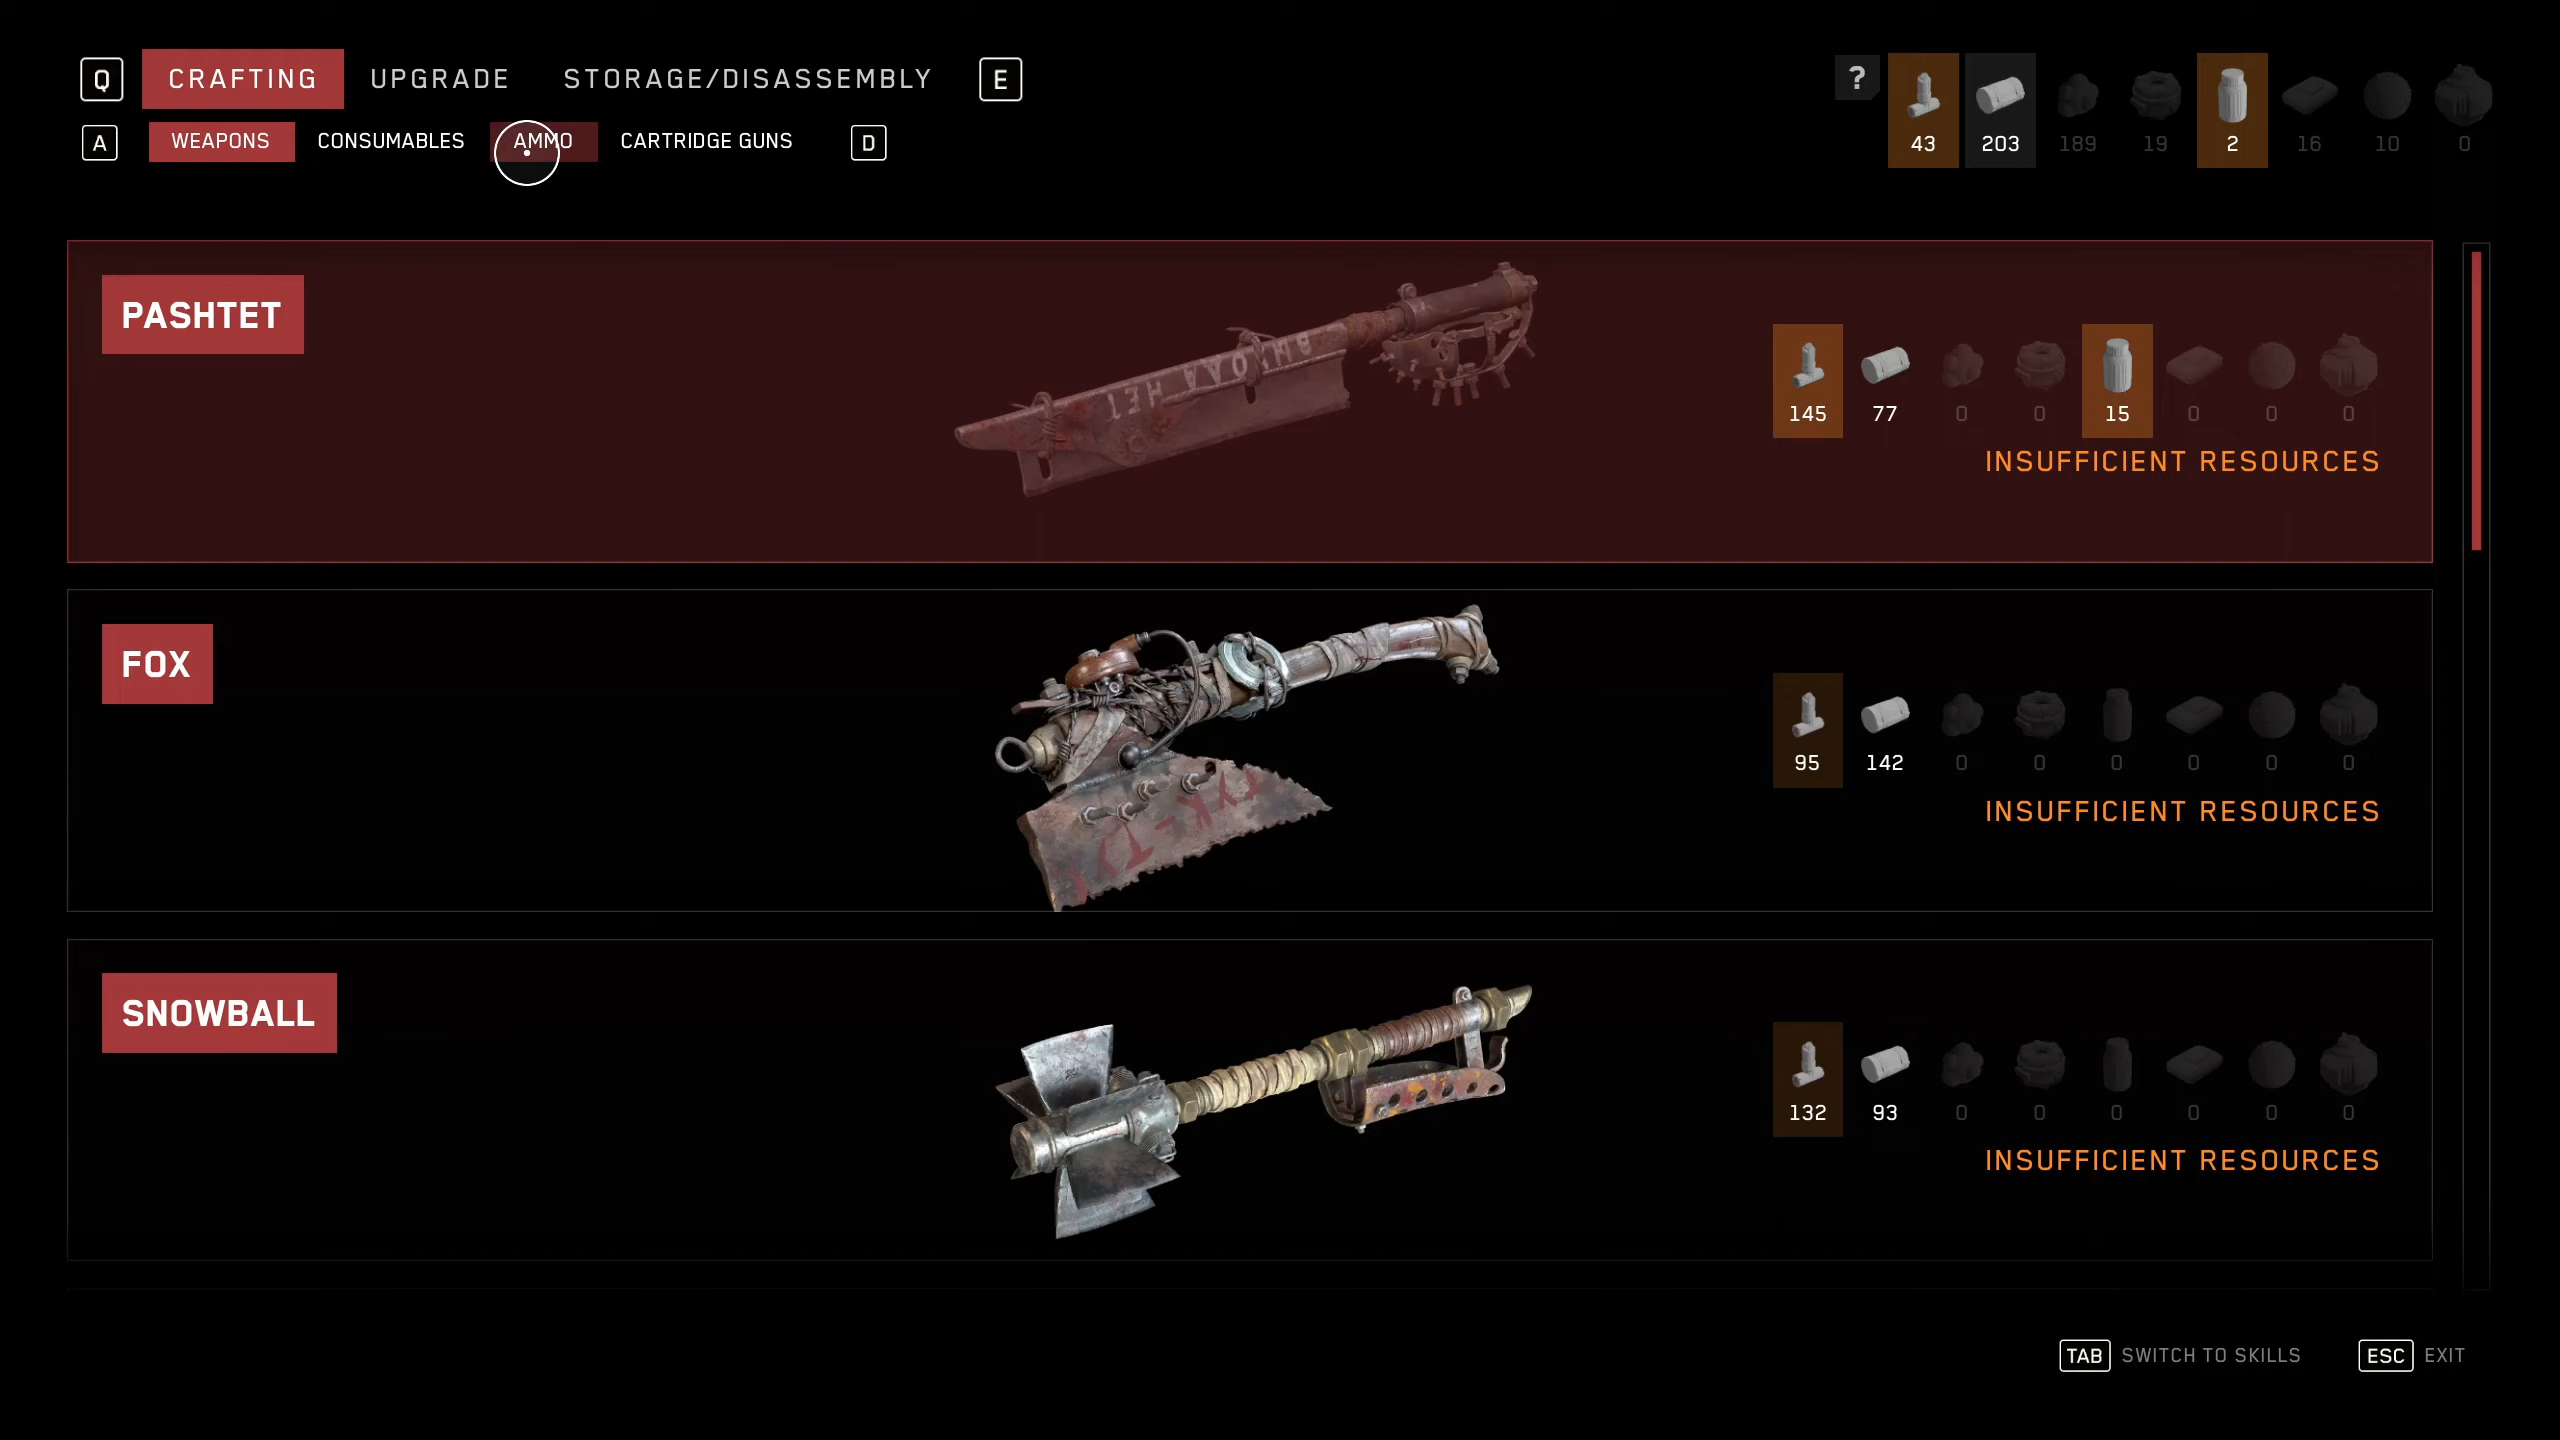 Q CRAFTING UPGRADE STORAGE/DISASSEMBLY E
A WEAPONS CONSUMABLES AMMO CARTRIDGE GUNS D
?
43 203 189 19 2 16 10 0
PASHTET
145 77 0 0 15 0 0 0
INSUFFICIENT RESOURCES
FOX
95 142 0 0 0 0 0 0
INSUFFICIENT RESOURCES
SNOWBALL
132 93 0 0 0 0 0 0
INSUFFICIENT RESOURCES
TAB SWITCH TO SKILLS ESC EXIT